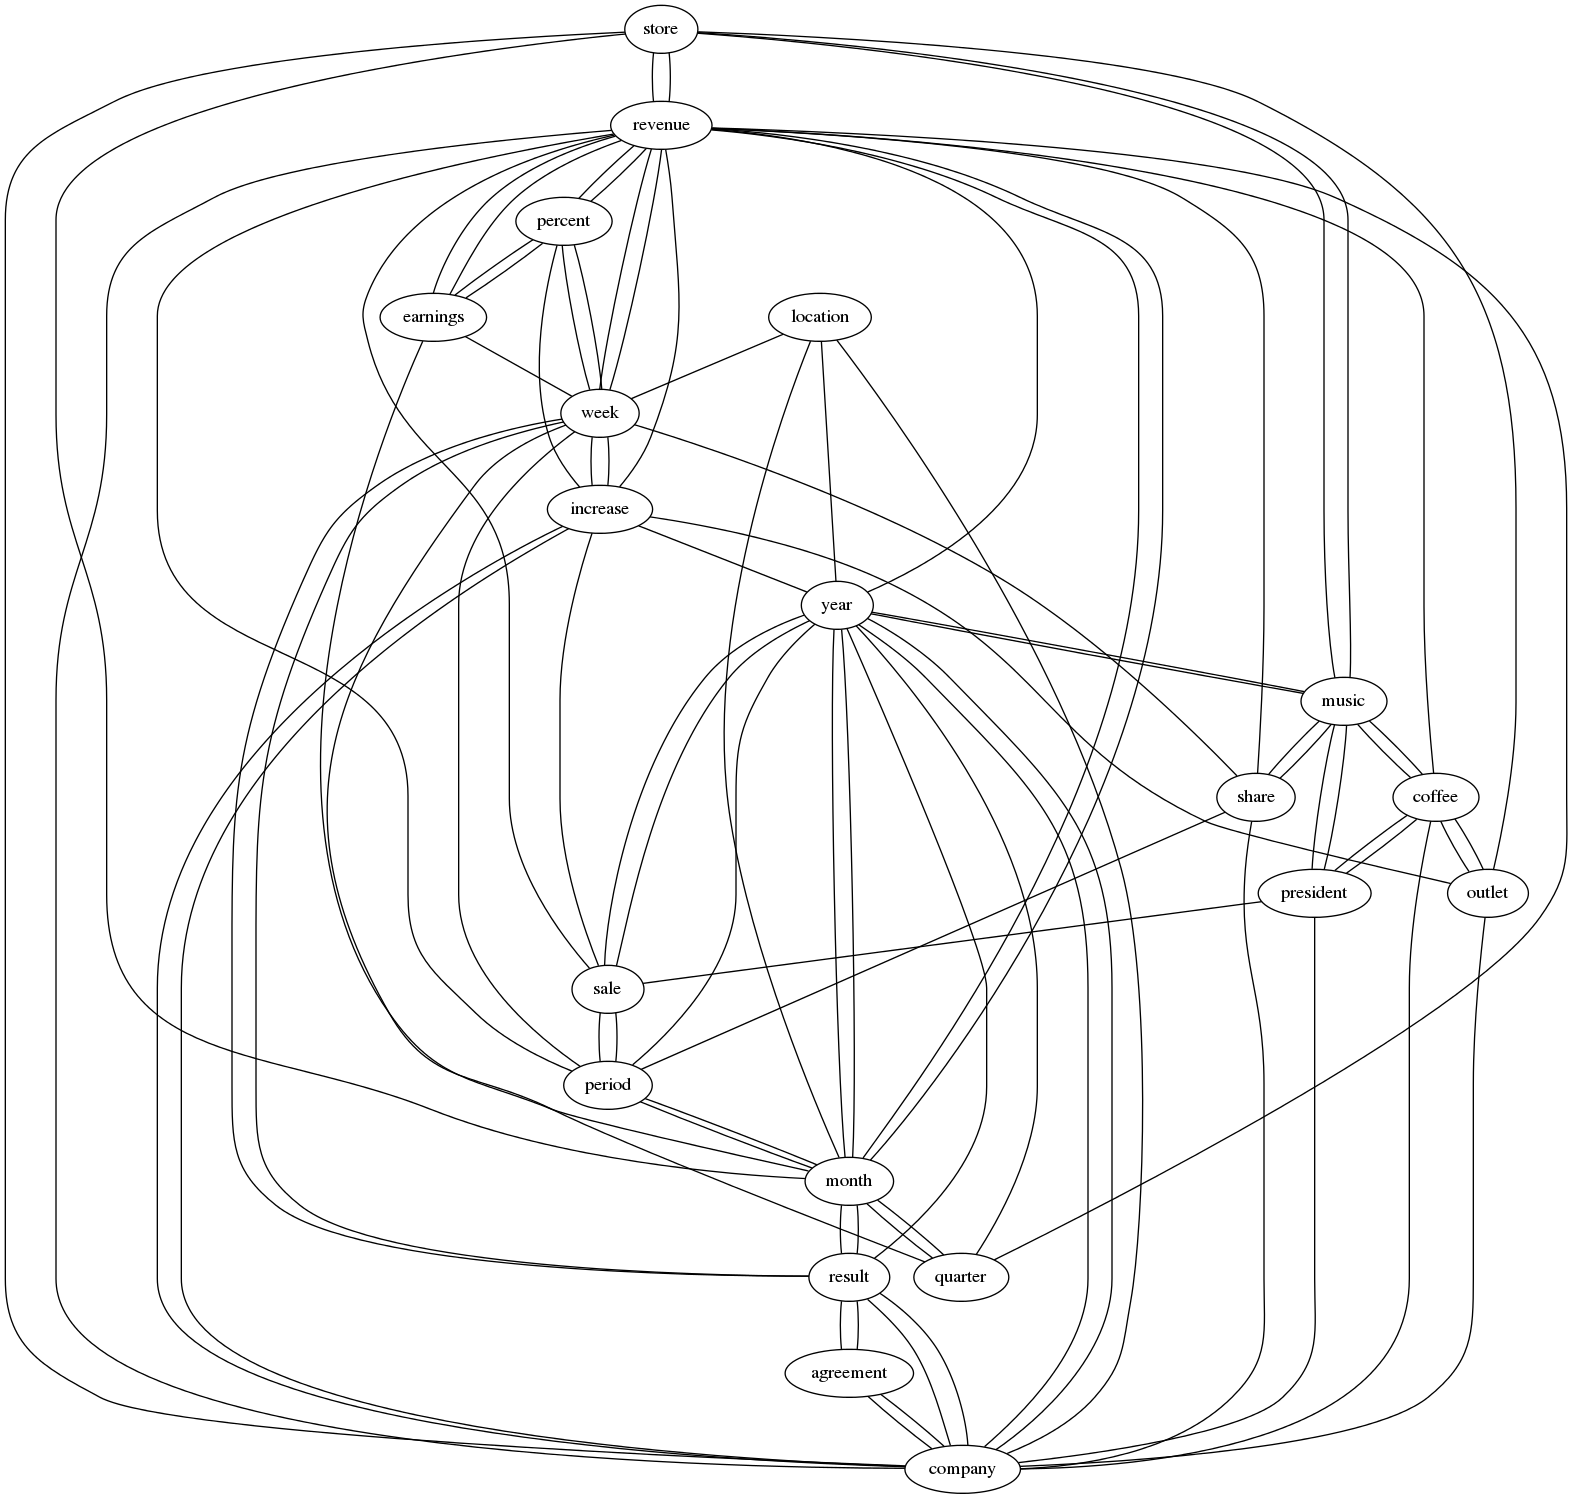 store
revenue
percent
earnings
location
week
increase
year
music
share
coffee
president
outlet
sale
period
month
result
quarter
agreement
company